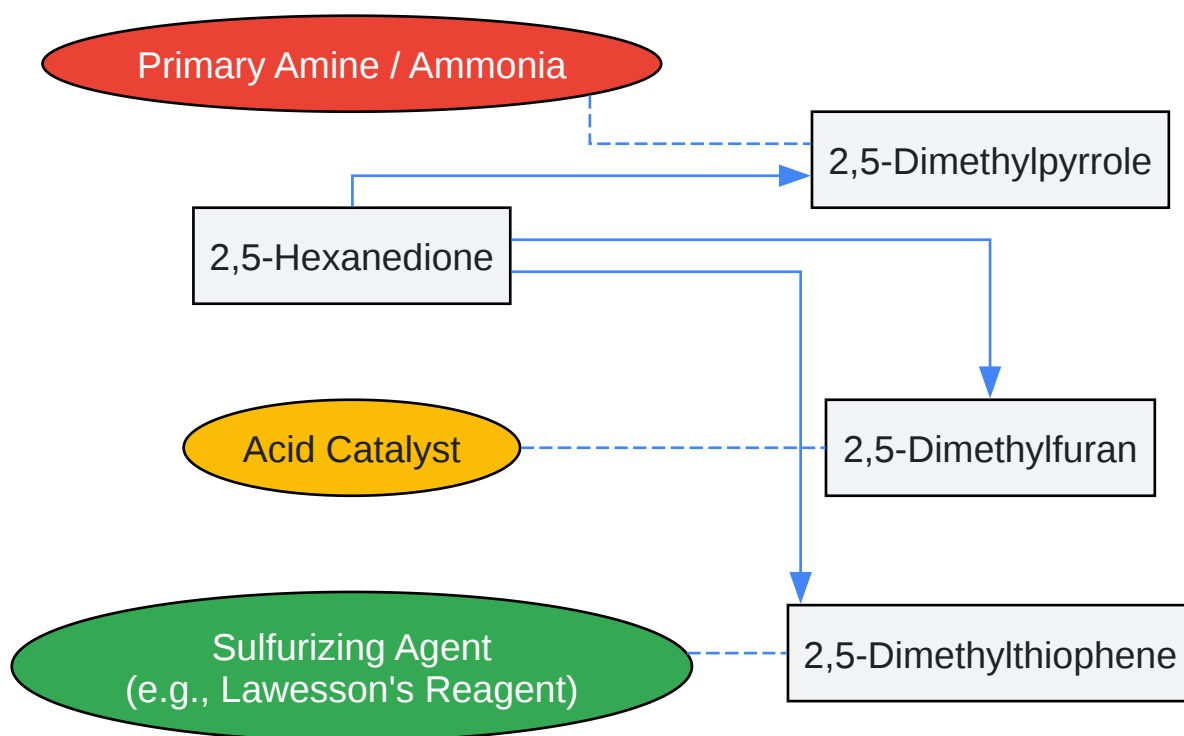 Primary Amine / Ammonia
2,5-Dimethylpyrrole
2,5-Hexanedione
Acid Catalyst
2,5-Dimethylfuran
Sulfurizing Agent
(e.g., Lawesson's Reagent)
2,5-Dimethylthiophene